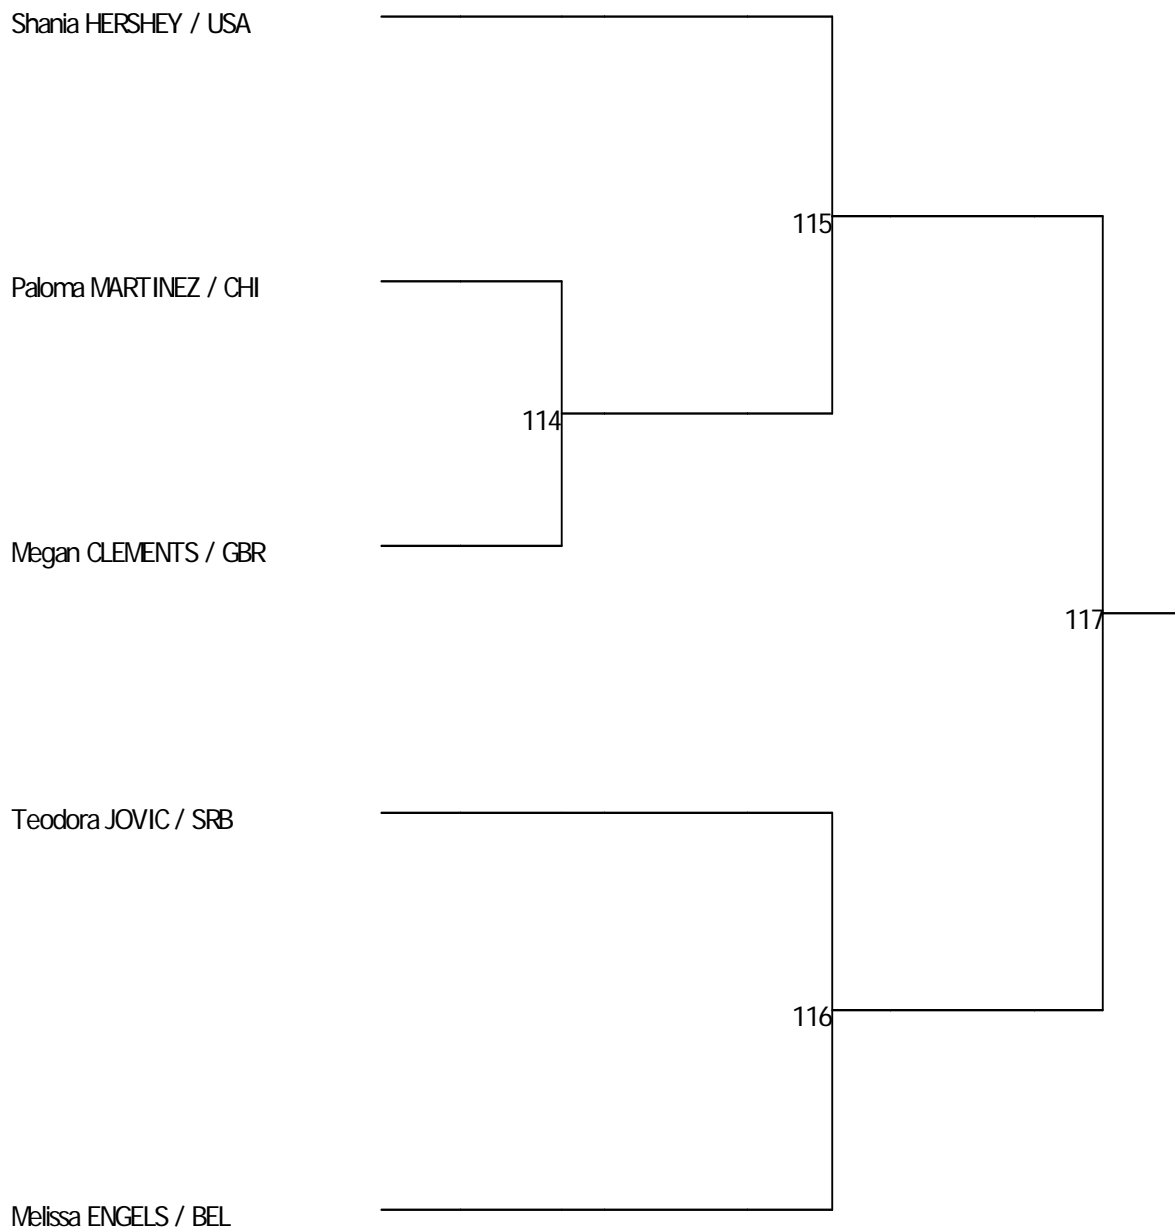 Shania HERSHEY / USA
115
Paloma MARTINEZ / CHI
114
Megan CLEMENTS / GBR
117
Teodora JOVIC / SRB
116
Melissa ENGELS / BEL